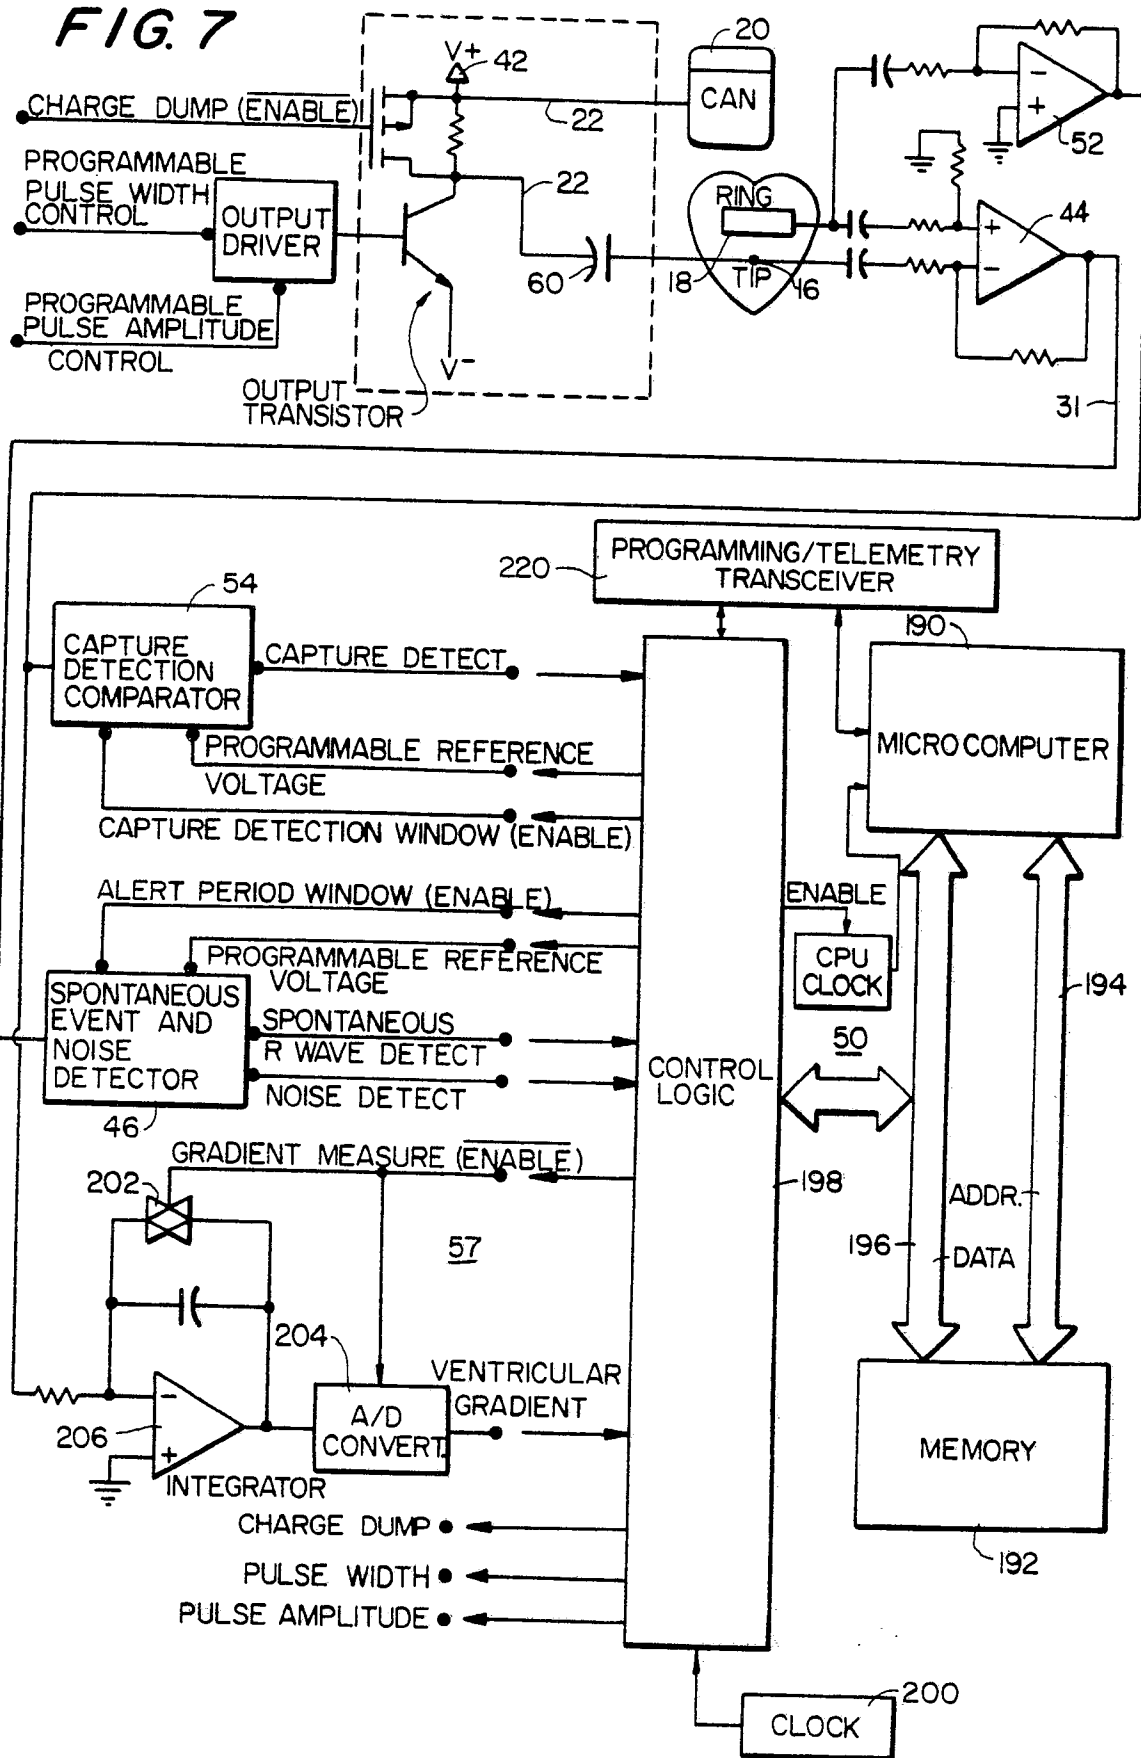 FIG. 7
V+
42
20
CAN
CHARGE DUMP (ENABLE)
22
PROGRAMMABLE
PULSE WIDTH
CONTROL
OUTPUT
DRIVER
22
60
RING
18
TIP
16
-
+
52
+
-
44
PROGRAMMABLE
PULSE AMPLITUDE
CONTROL
V-
OUTPUT
TRANSISTOR
31
PROGRAMMING/TELEMETRY
TRANSCEIVER
220
54
CAPTURE
DETECTION
COMPARATOR
CAPTURE DETECT
190
MICROCOMPUTER
PROGRAMMABLE REFERENCE
VOLTAGE
CAPTURE DETECTION WINDOW (ENABLE)
ALERT PERIOD WINDOW (ENABLE)
ENABLE
CPU
CLOCK
PROGRAMMABLE REFERENCE
VOLTAGE
SPONTANEOUS
EVENT AND
NOISE
DETECTOR
46
SPONTANEOUS
R WAVE DETECT
NOISE DETECT
50
194
CONTROL
LOGIC
GRADIENT MEASURE (ENABLE)
202
198
ADDR.
57
196
DATA
204
VENTRICULAR
GRADIENT
A/D
CONVERT.
-
+
206
INTEGRATOR
MEMORY
192
CHARGE DUMP
PULSE WIDTH
PULSE AMPLITUDE
200
CLOCK